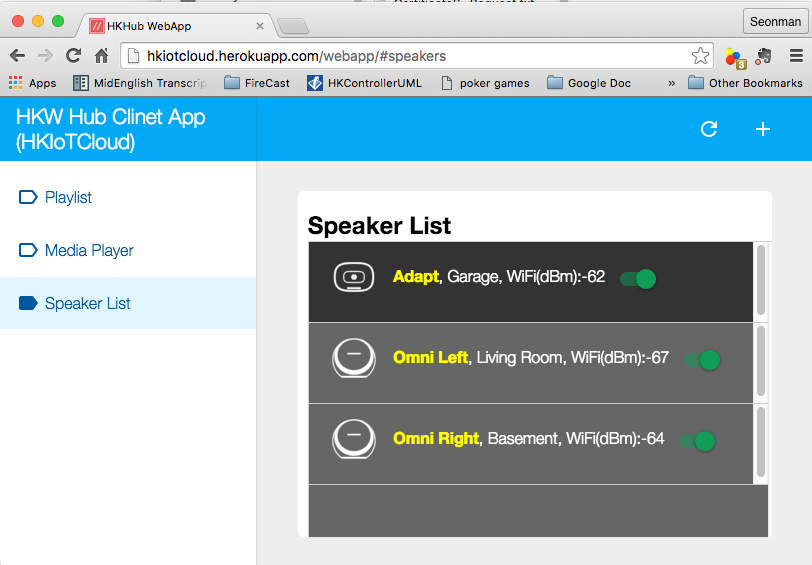 HKHub WebApp
Seonman
hkiotcloud.herokuapp.com/webapp/#speakers
3
Apps
MidEnglish Transcrip
FireCast
HKControllerUML
poker games
Google Doc
»
Other Bookmarks
HKW Hub Clinet App
(HKIoTCloud)
Playlist
Media Player
Speaker List
Speaker List
Adapt, Garage, WiFi(dBm):-62
Omni Left, Living Room, WiFi(dBm):-67
Omni Right, Basement, WiFi(dBm):-64